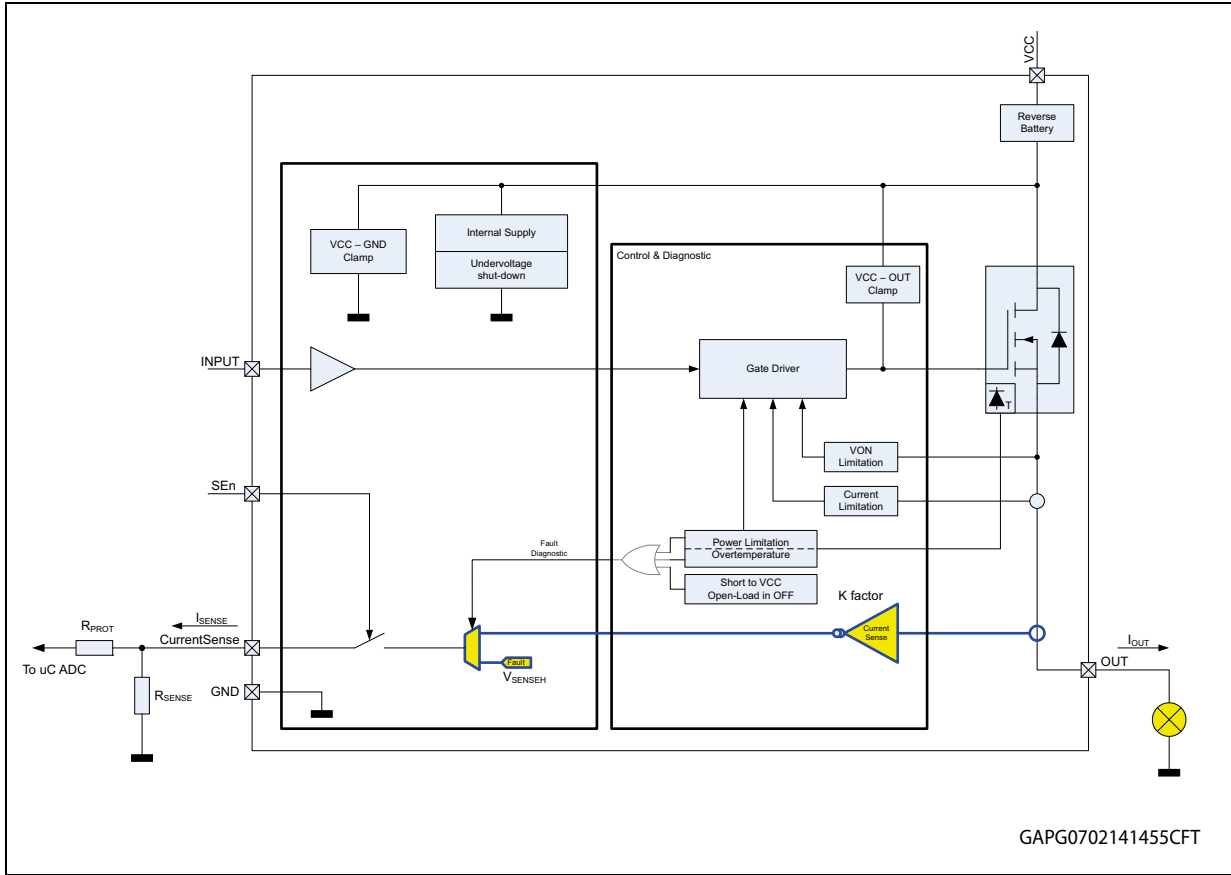 VCC
Reverse
Battery
VCC – GND
Clamp
Internal Supply
Undervoltage
shut-down
Control & Diagnostic
VCC – OUT
Clamp
INPUT
Gate Driver
T
VON
Limitation
SEn
Current
Limitation
Fault
Diagnostic
Power Limitation
Overtemperature
Short to VCC
Open-Load in OFF
K factor
ISENSE
RPROT
CurrentSense
Current
Sense
To uC ADC
Fault
VSENSEH
IOUT
OUT
RSENSE
GND
GAPG0702141455CFT